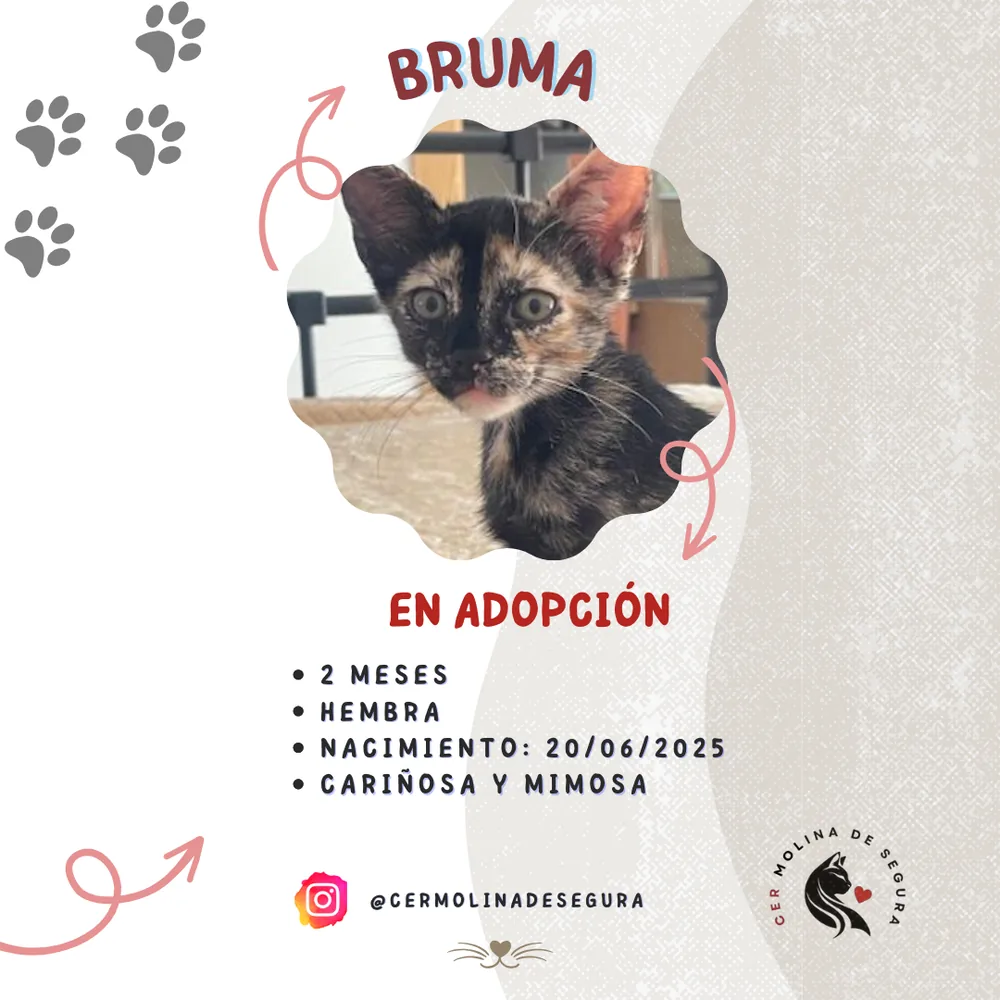 BRUMA
EN ADOPCIÓN
• 2 MESES
• HEMBRA
• NACIMIENTO: 20/06/2025
• CARIÑOSA Y MIMOSA
@CERMOLINADESEGURA
CER MOLINA DE SEGURA